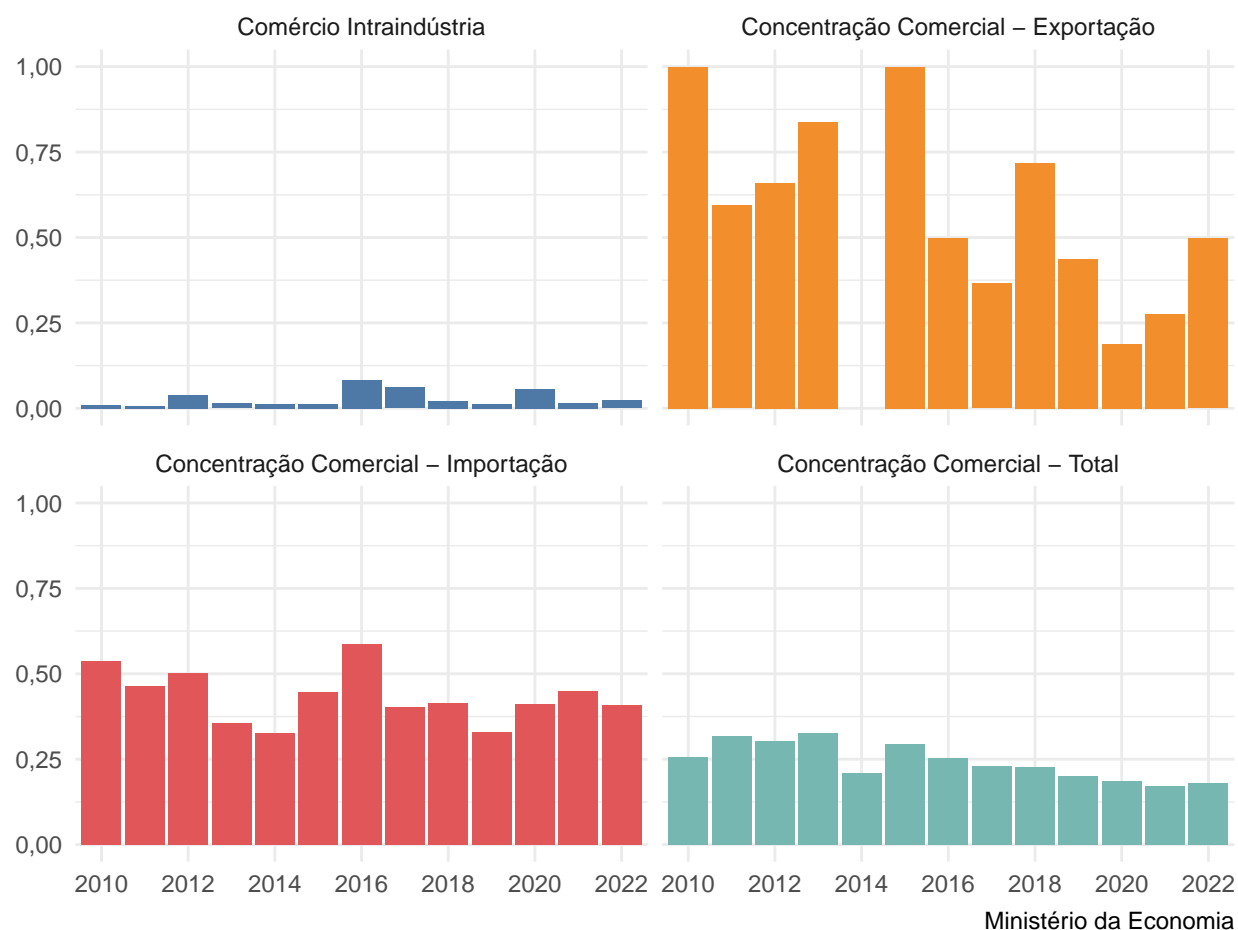 Comércio Intraindústria
Concentração Comercial – Exportação
1,00
0,75
0,50
0,25
0,00
Concentração Comercial – Importação
Concentração Comercial – Total
1,00
0,75
0,50
0,25
0,00
2010 2012 2014 2016 2018 2020 2022
2010 2012 2014 2016 2018 2020 2022
Ministério da Economia